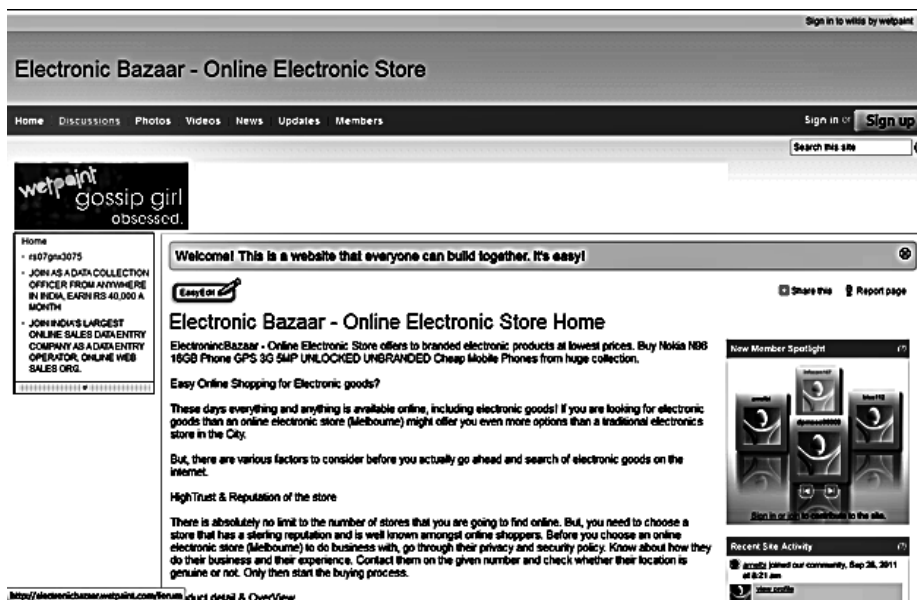 Sign in to wikis by wetpaint
Electronic Bazaar - Online Electronic Store
Home Discussions Photos Videos News Updates Members
Sign in or Sign up
Search this site
wetpaint
gossip girl
obsessed.
Home
rs07gnx3075
JOIN AS A DATA COLLECTION
OFFICER FROM ANYWHERE
IN INDIA, EARN RS 40,000 A
MONTH
JOIN INDIA'S LARGEST
ONLINE SALES DATA ENTRY
COMPANY AS A DATA ENTRY
OPERATOR, ONLINE WEB
SALES ORG.
Welcome! This is a website that everyone can build together. It's easy!
EasyEdit
Share this Report page
Electronic Bazaar - Online Electronic Store Home
ElectronincBazaar - Online Electronic Store offers to branded electronic products at lowest prices. Buy Nokia N96
16GB Phone GPS 3G 5MP UNLOCKED UNBRANDED Cheap Mobile Phones from huge collection.
Easy Online Shopping for Electronic goods?
These days everything and anything is available online, including electronic goods! If you are looking for electronic
goods than an online electronic store (Melbourne) might offer you even more options than a traditional electronics
store in the City.
But, there are various factors to consider before you actually go ahead and search of electronic goods on the
internet.
HighTrust & Reputation of the store
There is absolutely no limit to the number of stores that you are going to find online. But, you need to choose a
store that has a sterling reputation and is well known amongst online shoppers. Before you choose an online
electronic store (Melbourne) to do business with, go through their privacy and security policy. Know about how they
do their business and their experience. Contact them on the given number and check whether their location is
genuine or not. Only then start the buying process.
duct detail & OverView
New Member Spotlight
Sign in or join to contribute to the site.
Recent Site Activity
joined our community, Sep 28, 2011
at 8:21 am
view profile
http://electronicbazaar.wetpaint.com/forum